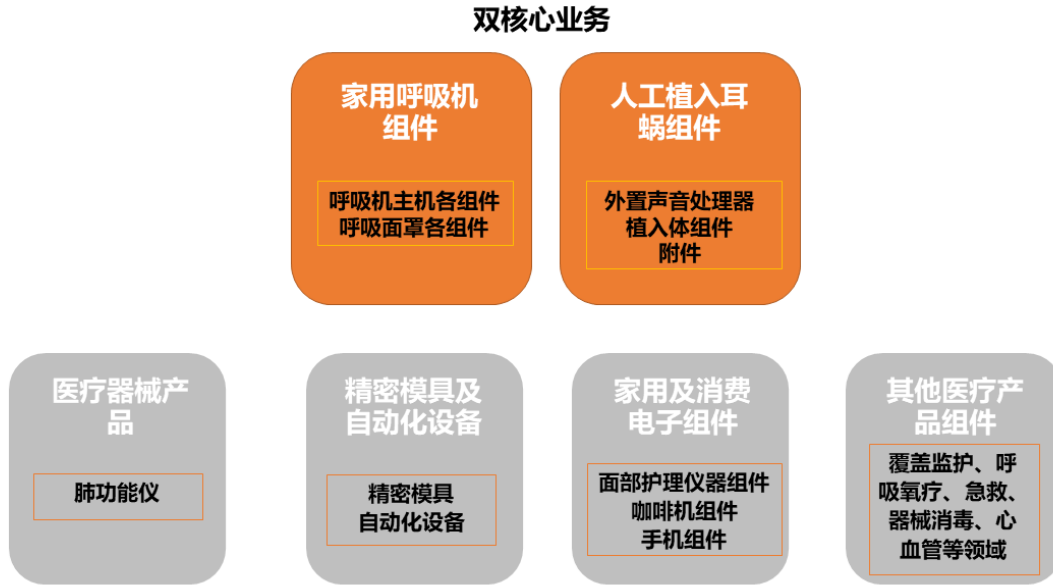 双核心业务
家用呼吸机
组件
呼吸机主机各组件
呼吸面罩各组件
人工植入耳
蜗组件
外置声音处理器
植入体组件
附件
医疗器械产
品
肺功能仪
精密模具及
自动化设备
精密模具
自动化设备
家用及消费
电子组件
面部护理仪器组件
咖啡机组件
手机组件
其他医疗产
品组件
覆盖监护、呼
吸氧疗、急救、
器械消毒、心
血管等领域